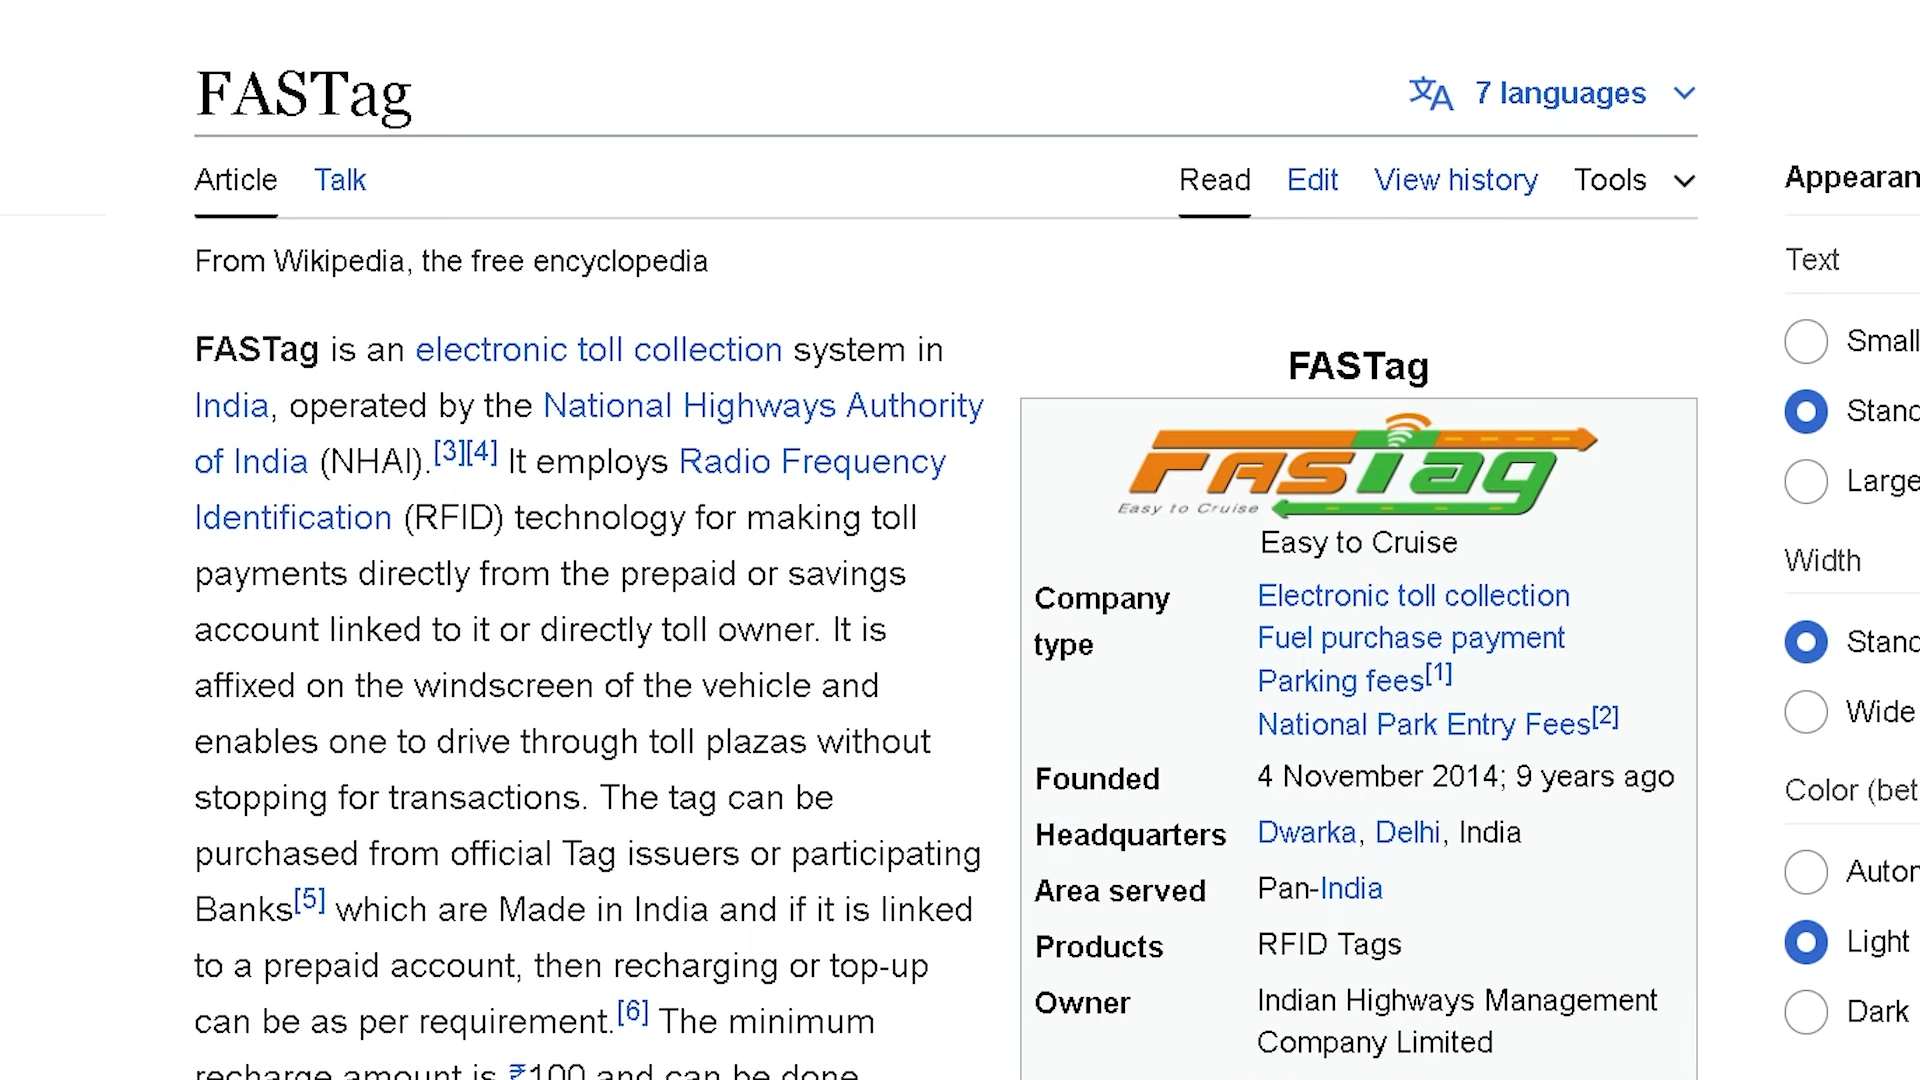 FASTag
7 languages
Article Talk
Read Edit View history Tools
From Wikipedia, the free encyclopedia
FASTag is an electronic toll collection system in
India, operated by the National Highways Authority
of India (NHAI).[3][4] It employs Radio Frequency
Identification (RFID) technology for making toll
payments directly from the prepaid or savings
account linked to it or directly toll owner. It is
affixed on the windscreen of the vehicle and
enables one to drive through toll plazas without
stopping for transactions. The tag can be
purchased from official Tag issuers or participating
Banks[5] which are Made in India and if it is linked
to a prepaid account, then recharging or top-up
can be as per requirement.[6] The minimum
recharge amount is ₹100 and can be done
FASTag
FASTag
Easy to Cruise
Easy to Cruise
Company type
Electronic toll collection
Fuel purchase payment
Parking fees[1]
National Park Entry Fees[2]
Founded 4 November 2014; 9 years ago
Headquarters Dwarka, Delhi, India
Area served Pan-India
Products RFID Tags
Owner Indian Highways Management
Company Limited
Appearan
Text
Small
Stand
Large
Width
Stand
Wide
Color (bet
Autom
Light
Dark